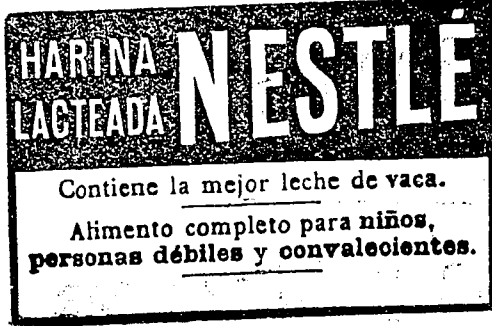 HARINA
LACTEADA
NESTLÉ
Contiene la mejor leche de vaca.
Alimento completo para niños,
personas débiles y convalecientes.